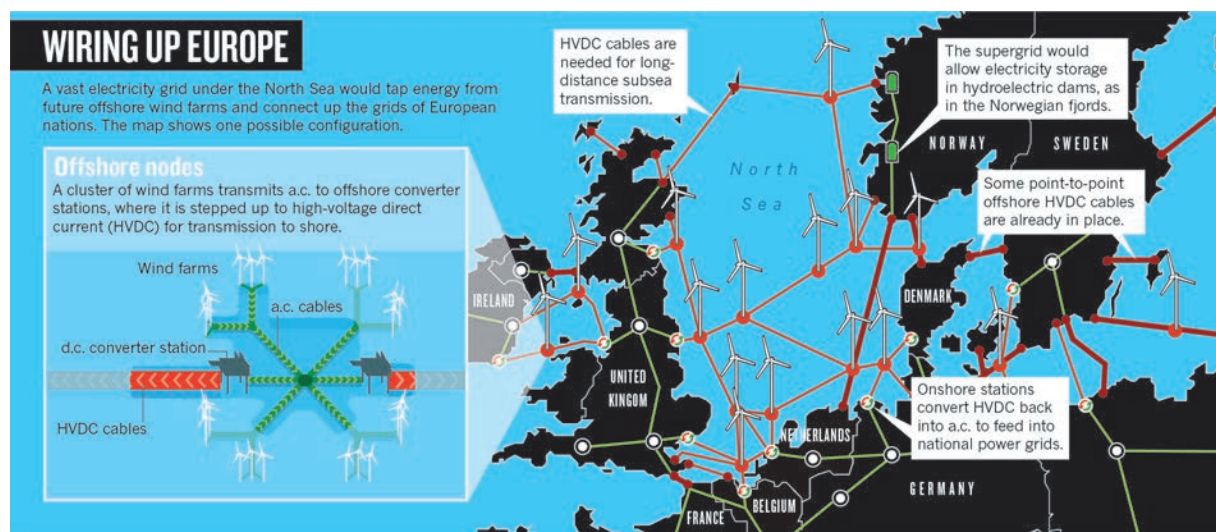 WIRING UP EUROPE
A vast electricity grid under the North Sea would tap energy from
future offshore wind farms and connect up the grids of European
nations. The map shows one possible configuration.
Offshore nodes
A cluster of wind farms transmits a.c. to offshore converter
stations, where it is stepped up to high-voltage direct
current (HVDC) for transmission to shore.
Wind farms
a.c. cables
d.c. converter station
HVDC cables
HVDC cables are
needed for long-
distance subsea
transmission.
The supergrid would
allow electricity storage
in hydroelectric dams, as
in the Norwegian fjords.
NORWAY
SWEDEN
North
Sea
Some point-to-point
offshore HVDC cables
are already in place.
IRELAND
DENMARK
UNITED
KINGOM
Onshore stations
convert HVDC back
into a.c. to feed into
national power grids.
NETHERLANDS
GERMANY
BELGIUM
FRANCE